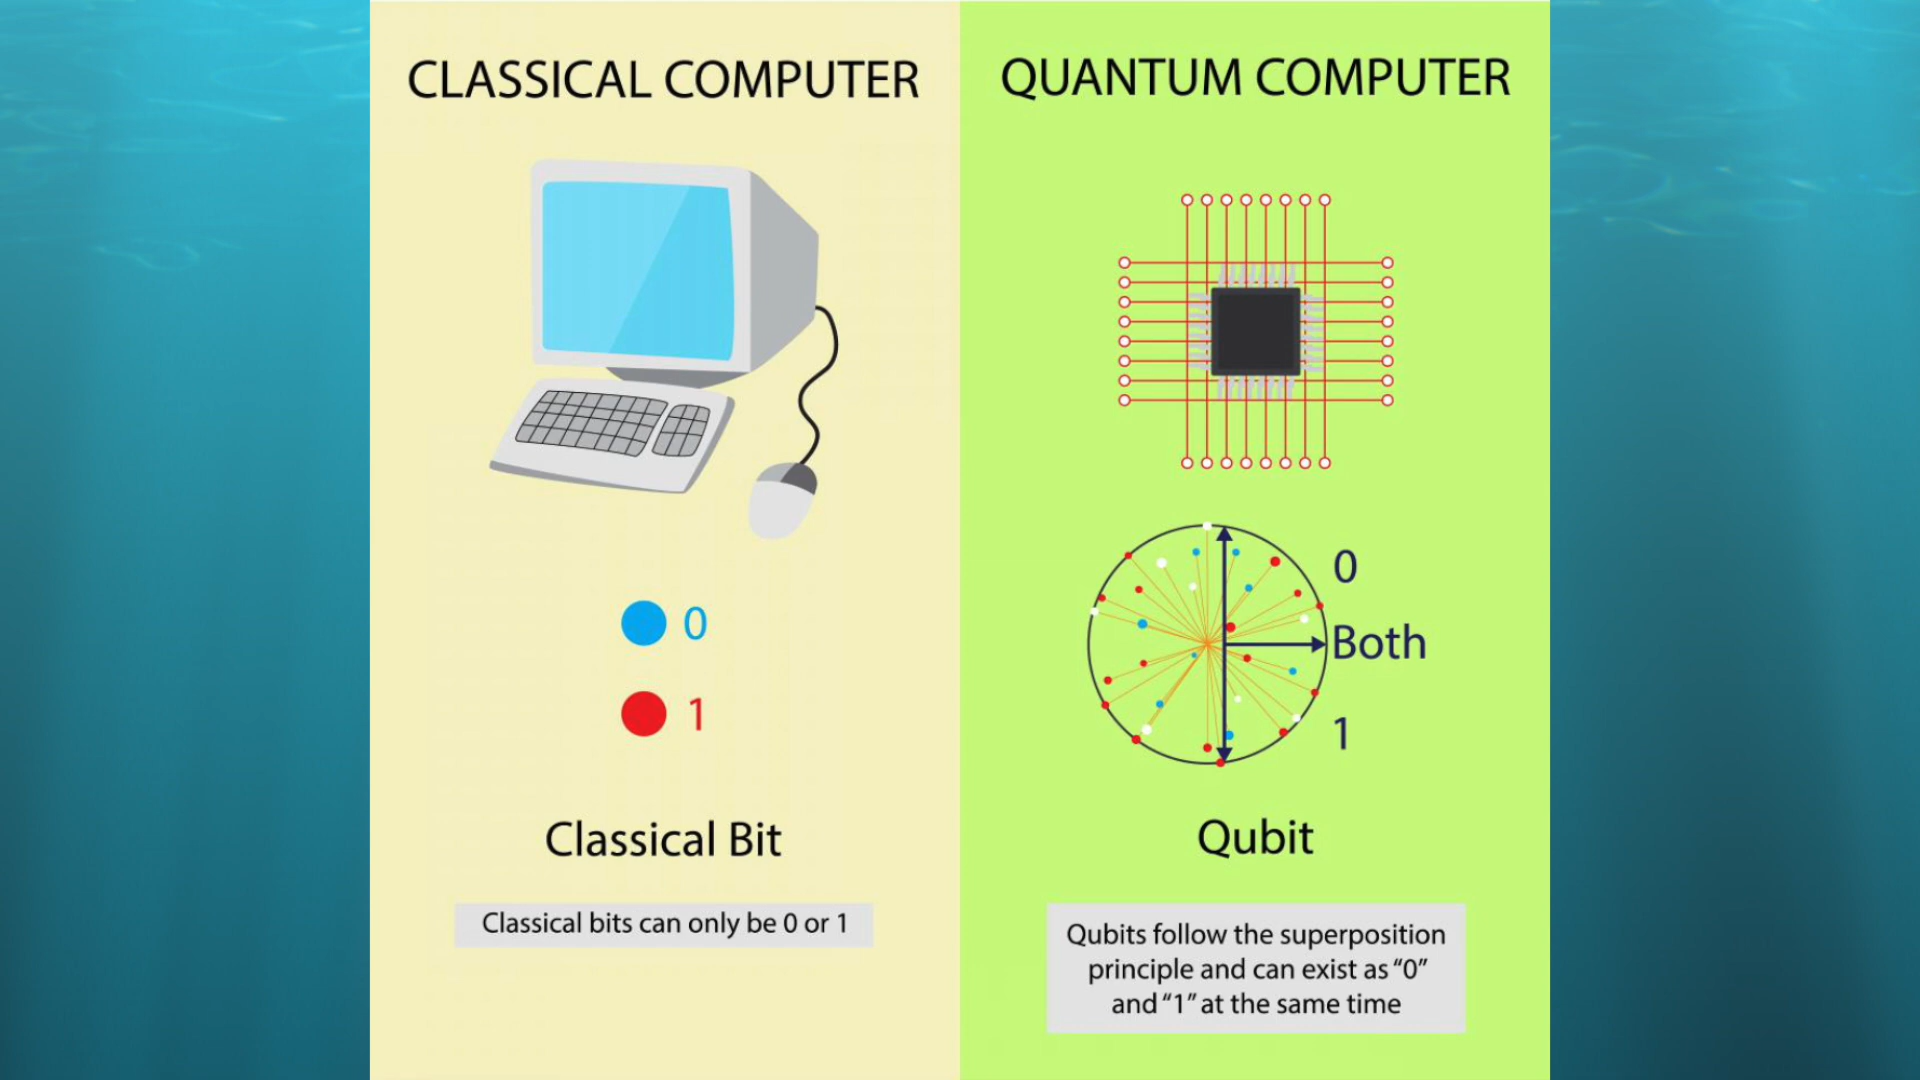 CLASSICAL COMPUTER
0
1
Classical Bit
Classical bits can only be 0 or 1
QUANTUM COMPUTER
0
Both
1
Qubit
Qubits follow the superposition
principle and can exist as “0”
and “1” at the same time